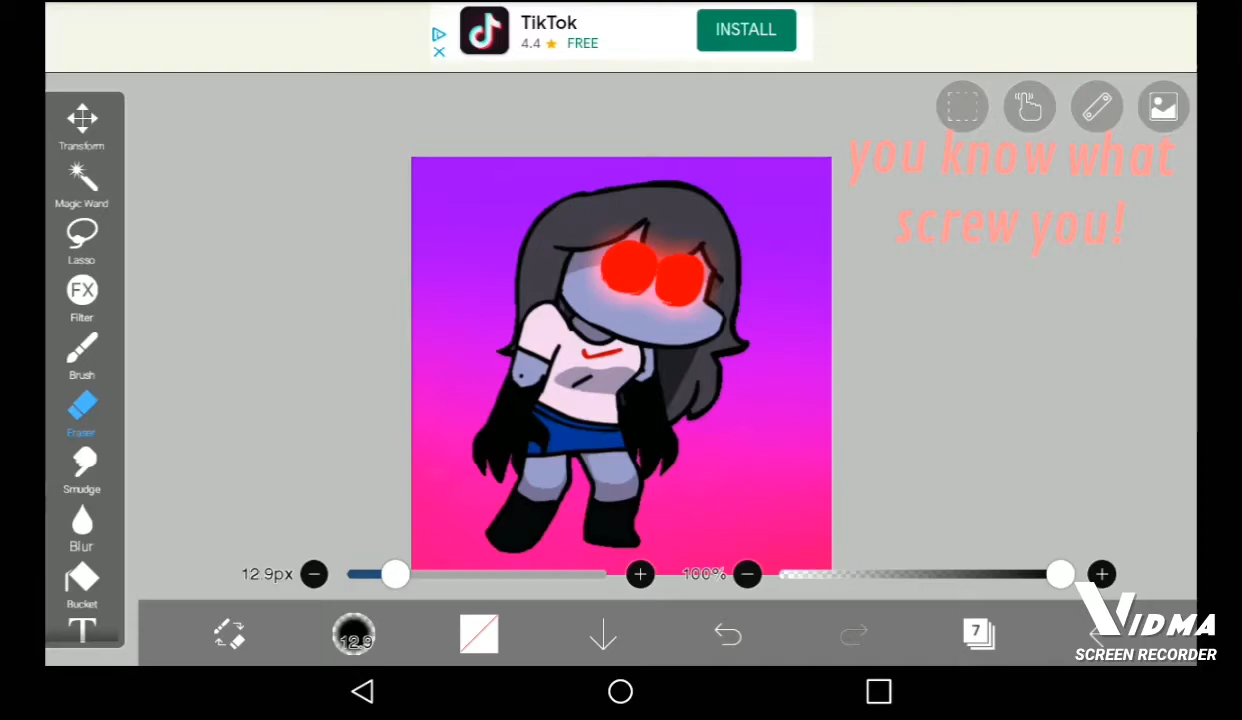 TikTok
4.4 ★ FREE
INSTALL
you know what
screw you!
Transform
Magic Wand
Lasso
FX
Filter
Brush
Eraser
Smudge
Blur
Bucket
T
12.9px
100%
12.9
7
VIDMA
SCREEN RECORDER